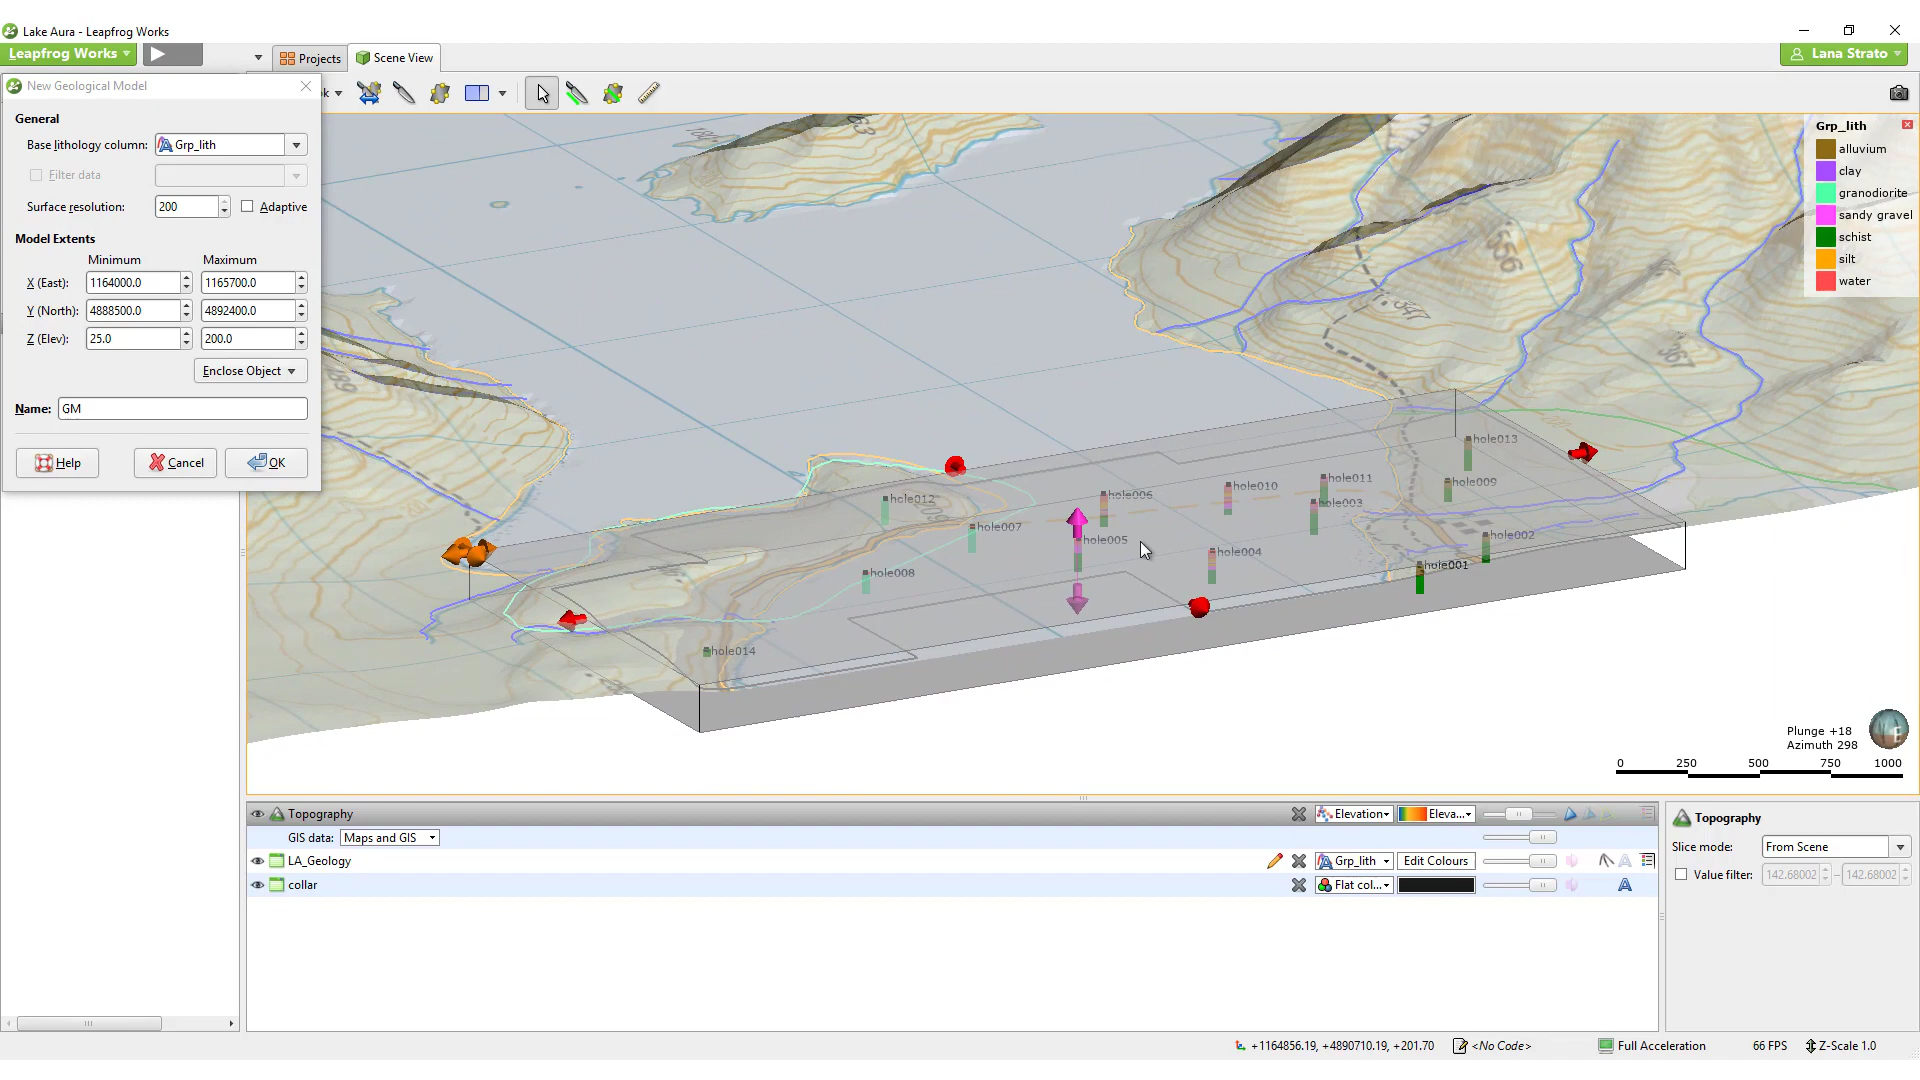 Lake Aura - Leapfrog Works
Leapfrog Works
Projects
Scene View
Lana Strato
New Geological Model
General
Base lithology column: Grp_lith
Filter data
Surface resolution: 200 Adaptive
Model Extents
Minimum Maximum
X (East): 1164000.0 1165700.0
Y (North): 4888500.0 4892400.0
Z (Elev): 25.0 200.0
Enclose Object
Name: GM
Help Cancel OK
Grp_lith
alluvium
clay
granodiorite
sandy gravel
schist
silt
water
hole013
hole011
hole009
hole010
hole006
hole012
hole003
hole007
hole002
hole005
hole004
hole001
hole008
hole014
Plunge +18
Azimuth 298
0 250 500 750 1000
E
Topography Elevation Eleva...
GIS data: Maps and GIS
LA_Geology Grp_lith Edit Colours
collar Flat col...
Topography
Slice mode: From Scene
Value filter: 142.68002 – 142.68002
+1164856.19, +4890710.19, +201.70 <No Code> Full Acceleration 66 FPS Z-Scale 1.0